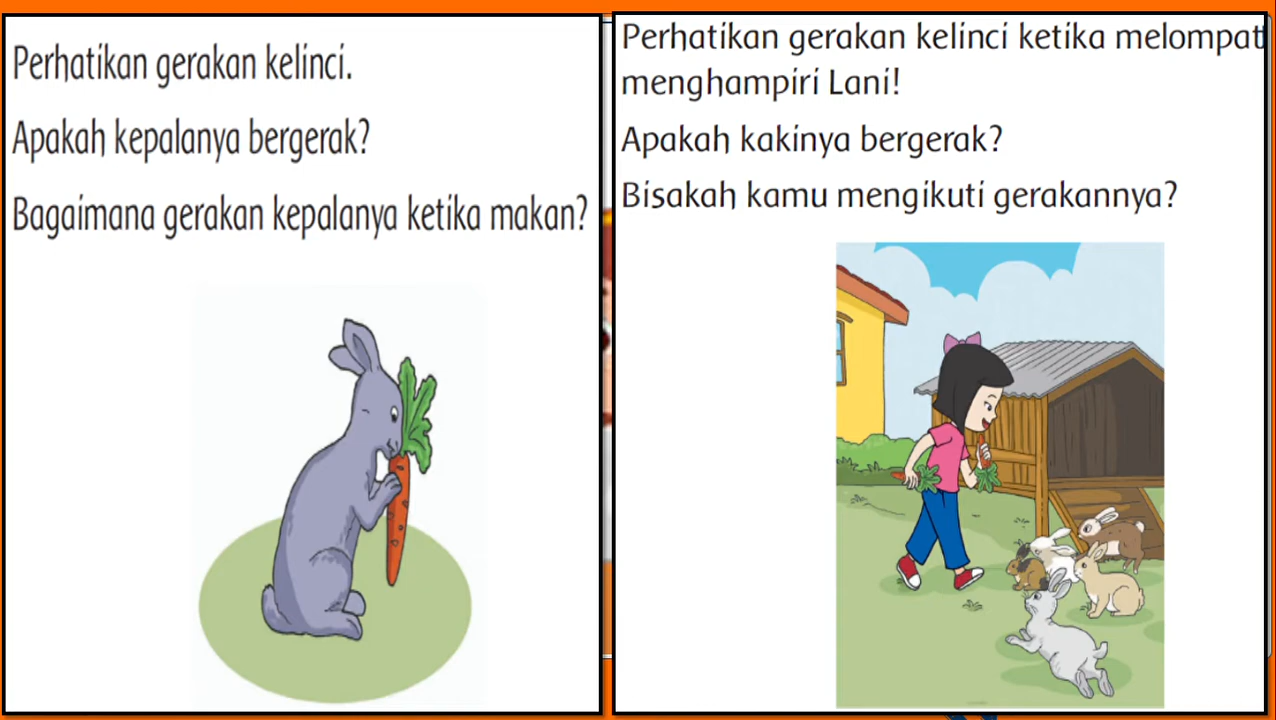 Perhatikan gerakan kelinci.
Apakah kepalanya bergerak?
Bagaimana gerakan kepalanya ketika makan?
Perhatikan gerakan kelinci ketika melompat
menghampiri Lani!
Apakah kakinya bergerak?
Bisakah kamu mengikuti gerakannya?